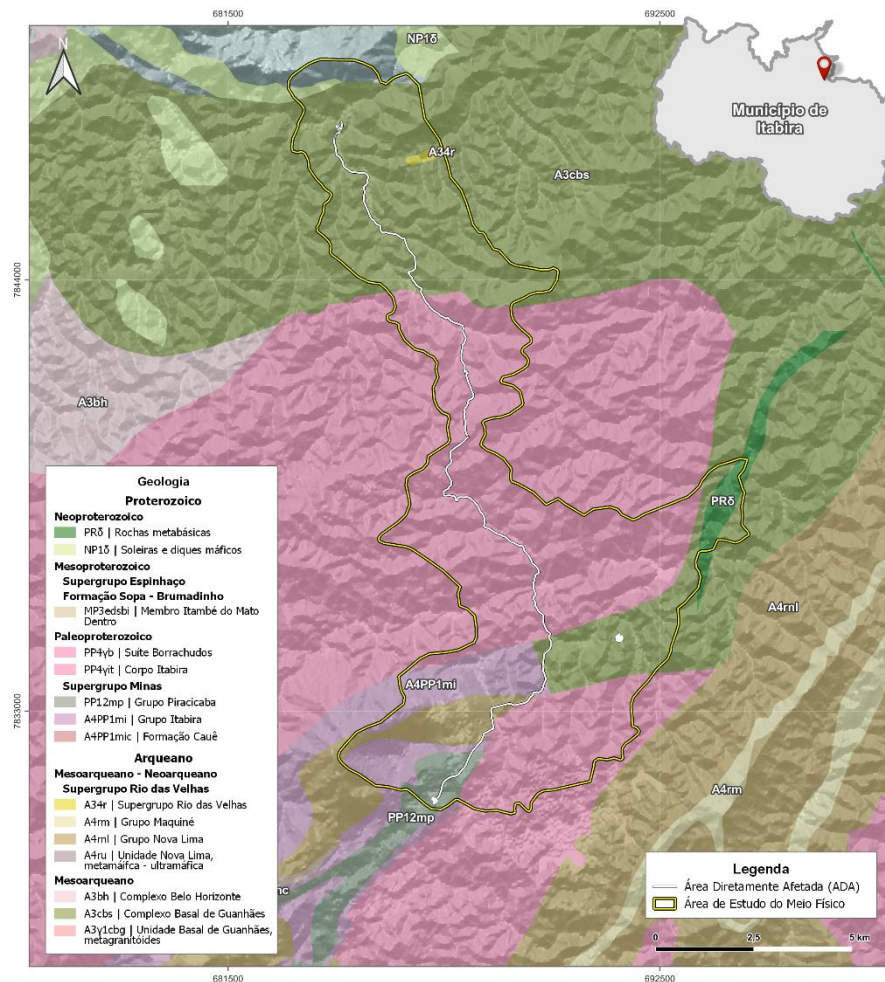 681500
692500
N
NP1δ
Município de
Itabira
A34r
A3cbs
7844000
7844000
A3bh
PRδ
A4rnl
A4PP1mi
7833000
7833000
A4rm
PP12mp
nc
Geologia
Proterozoico
Neoproterozoico
PRδ | Rochas metabásicas
NP1δ | Soleiras e diques máficos
Mesoproterozoico
Supergrupo Espinhaço
Formação Sopa - Brumadinho
MP3edsbi | Membro Itambé do Mato
Dentro
Paleoproterozoico
PP4γb | Suíte Borrachudos
PP4γit | Corpo Itabira
Supergrupo Minas
PP12mp | Grupo Piracicaba
A4PP1mi | Grupo Itabira
A4PP1mic | Formação Cauê
Arqueano
Mesoarqueano - Neoarqueano
Supergrupo Rio das Velhas
A34r | Supergrupo Rio das Velhas
A4rm | Grupo Maquiné
A4rnl | Grupo Nova Lima
A4ru | Unidade Nova Lima,
metamáifca - ultramáfica
Mesoarqueano
A3bh | Complexo Belo Horizonte
A3cbs | Complexo Basal de Guanhães
A3γ1cbg | Unidade Basal de Guanhães,
metagranitóides
Legenda
Área Diretamente Afetada (ADA)
Área de Estudo do Meio Físico
0 2,5 5 km
681500
692500